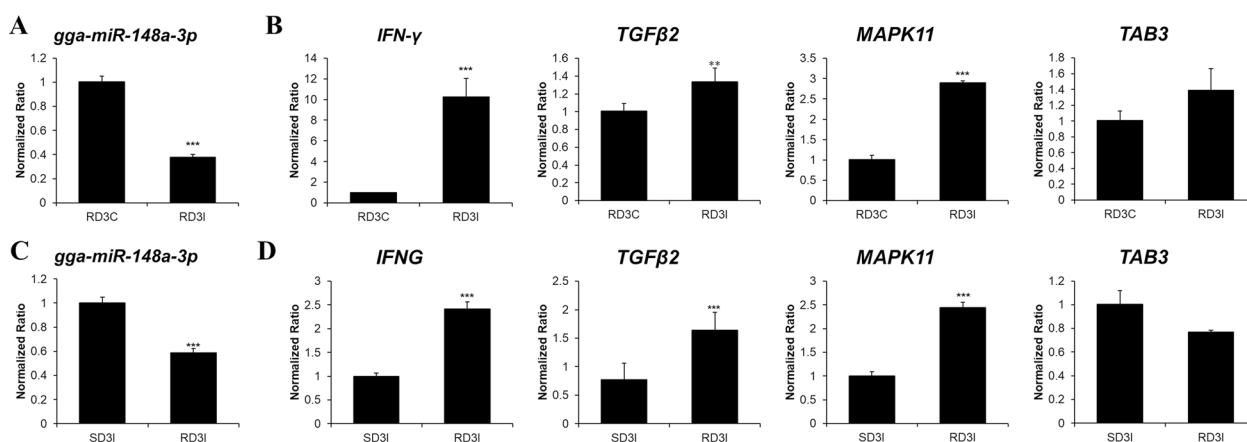 A
gga-miR-148a-3p
Normalized Ratio
1.2
1
0.8
0.6
0.4
0.2
0
***
RD3C
RD3I
B
IFN-γ
Normalized Ratio
14
12
10
8
6
4
2
0
***
RD3C
RD3I
TGFβ2
Normalized Ratio
1.6
1.4
1.2
1
0.8
0.6
0.4
0.2
0
**
RD3C
RD3I
MAPK11
Normalized Ratio
3.5
3
2.5
2
1.5
1
0.5
0
***
RD3C
RD3I
TAB3
Normalized Ratio
1.8
1.6
1.4
1.2
1
0.8
0.6
0.4
0.2
0
RD3C
RD3I
C
gga-miR-148a-3p
Normalized Ratio
1.2
1
0.8
0.6
0.4
0.2
0
***
SD3I
RD3I
D
IFNG
Normalized Ratio
3
2.5
2
1.5
1
0.5
0
***
SD3I
RD3I
TGFβ2
Normalized Ratio
2
1.5
1
0.5
0
***
SD3I
RD3I
MAPK11
Normalized Ratio
3
2.5
2
1.5
1
0.5
0
***
SD3I
RD3I
TAB3
Normalized Ratio
1.2
1
0.8
0.6
0.4
0.2
0
SD3I
RD3I